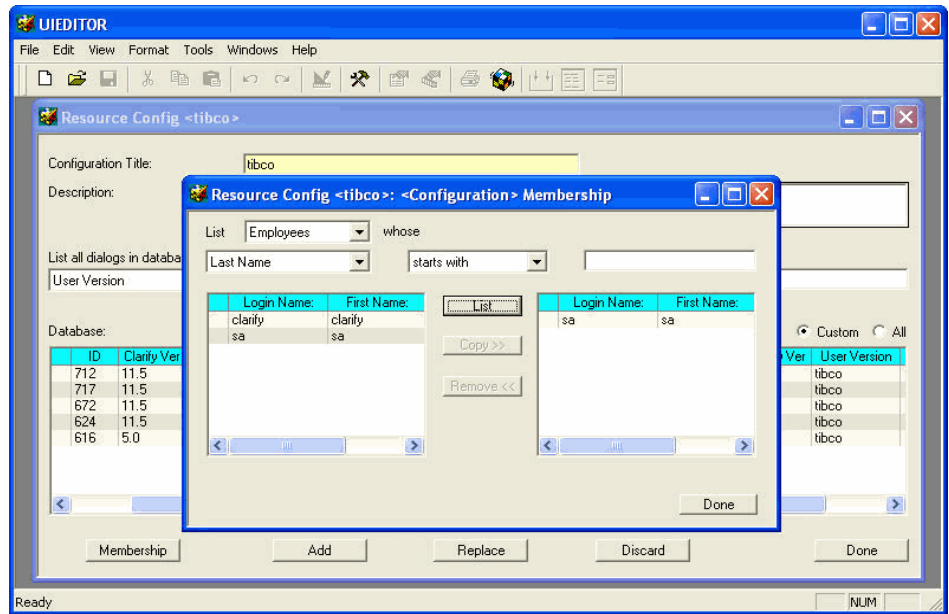 UIEDITOR
File Edit View Format Tools Windows Help
Resource Config <tibco>
Configuration Title: tibco
Description:
Resource Config <tibco>: <Configuration> Membership
List Employees whose
Last Name starts with
List all dialogs in databa
User Version
Login Name: First Name:
clarify clarify
sa sa
List
Copy >>
Remove <<
Login Name: First Name:
sa sa
Done
Database:
Custom All
ID Clarify Ver Ver User Version
712 11.5 tibco
717 11.5 tibco
672 11.5 tibco
624 11.5 tibco
616 5.0 tibco
Membership Add Replace Discard Done
Ready NUM